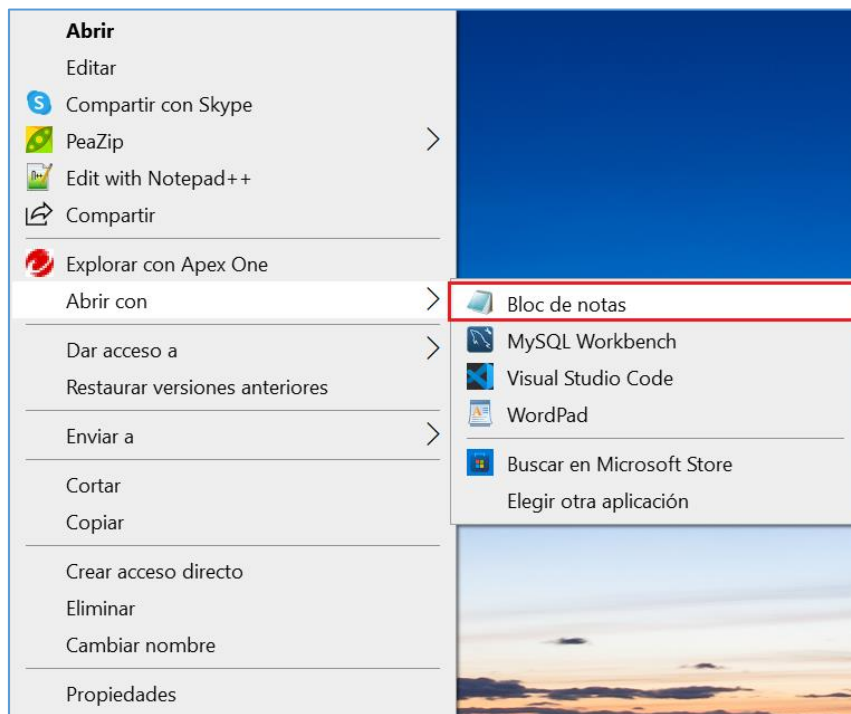 Abrir
Editar
Compartir con Skype
PeaZip
Edit with Notepad++
Compartir
Explorar con Apex One
Abrir con
Dar acceso a
Restaurar versiones anteriores
Enviar a
Cortar
Copiar
Crear acceso directo
Eliminar
Cambiar nombre
Propiedades
Bloc de notas
MySQL Workbench
Visual Studio Code
WordPad
Buscar en Microsoft Store
Elegir otra aplicación